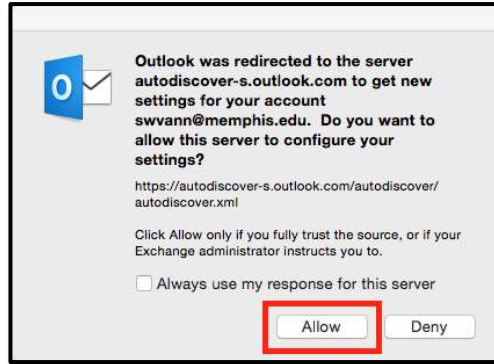 Outlook was redirected to the server
autodiscover-s.outlook.com to get new
settings for your account
swvann@memphis.edu. Do you want to
allow this server to configure your
settings?
https://autodiscover-s.outlook.com/autodiscover/
autodiscover.xml
Click Allow only if you fully trust the source, or if your
Exchange administrator instructs you to.
Always use my response for this server
Allow Deny